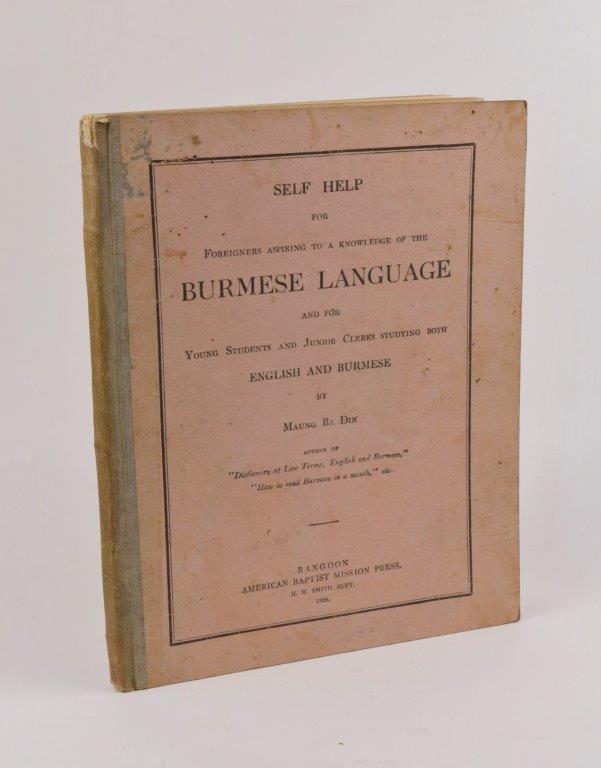 SELF HELP
FOR
FOREIGNERS ASPIRING TO A KNOWLEDGE OF THE
BURMESE LANGUAGE
AND FOR
YOUNG STUDENTS AND JUNIOR CLERKS STUDYING BOTH
ENGLISH AND BURMESE
BY
MAUNG BA DIN
AUTHOR OF
"Dictionary of Law Terms, English and Burmese,"
"How to read Burmese in a month," etc.
RANGOON
AMERICAN BAPTIST MISSION PRESS,
H. W. SMITH, SUPT.
1928.